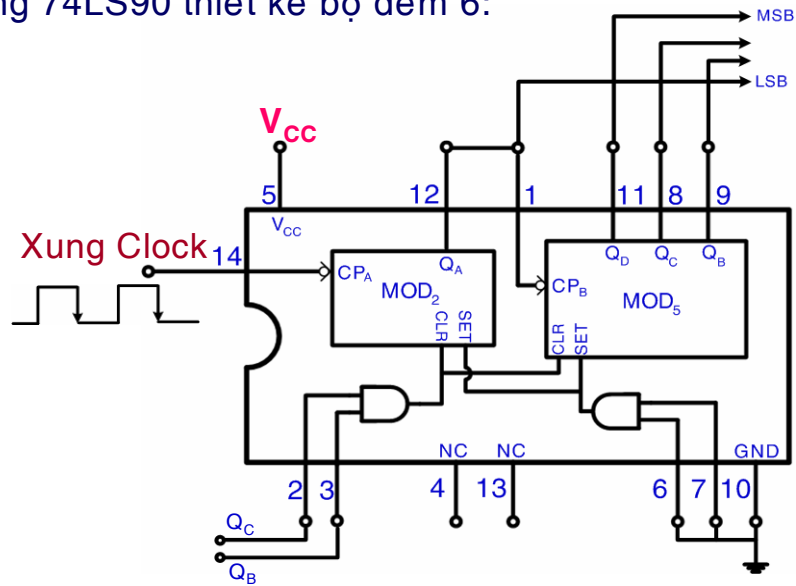 ng 74LS90 thiết kế bộ đếm 6:
MSB
LSB
VCC
5
12
1
11
8
9
VCC
Xung Clock
14
CPA
QA
MOD2
CLR
SET
QD
QC
QB
CPB
MOD5
CLR
SET
NC
NC
GND
2
3
4
13
6
7
10
QC
QB